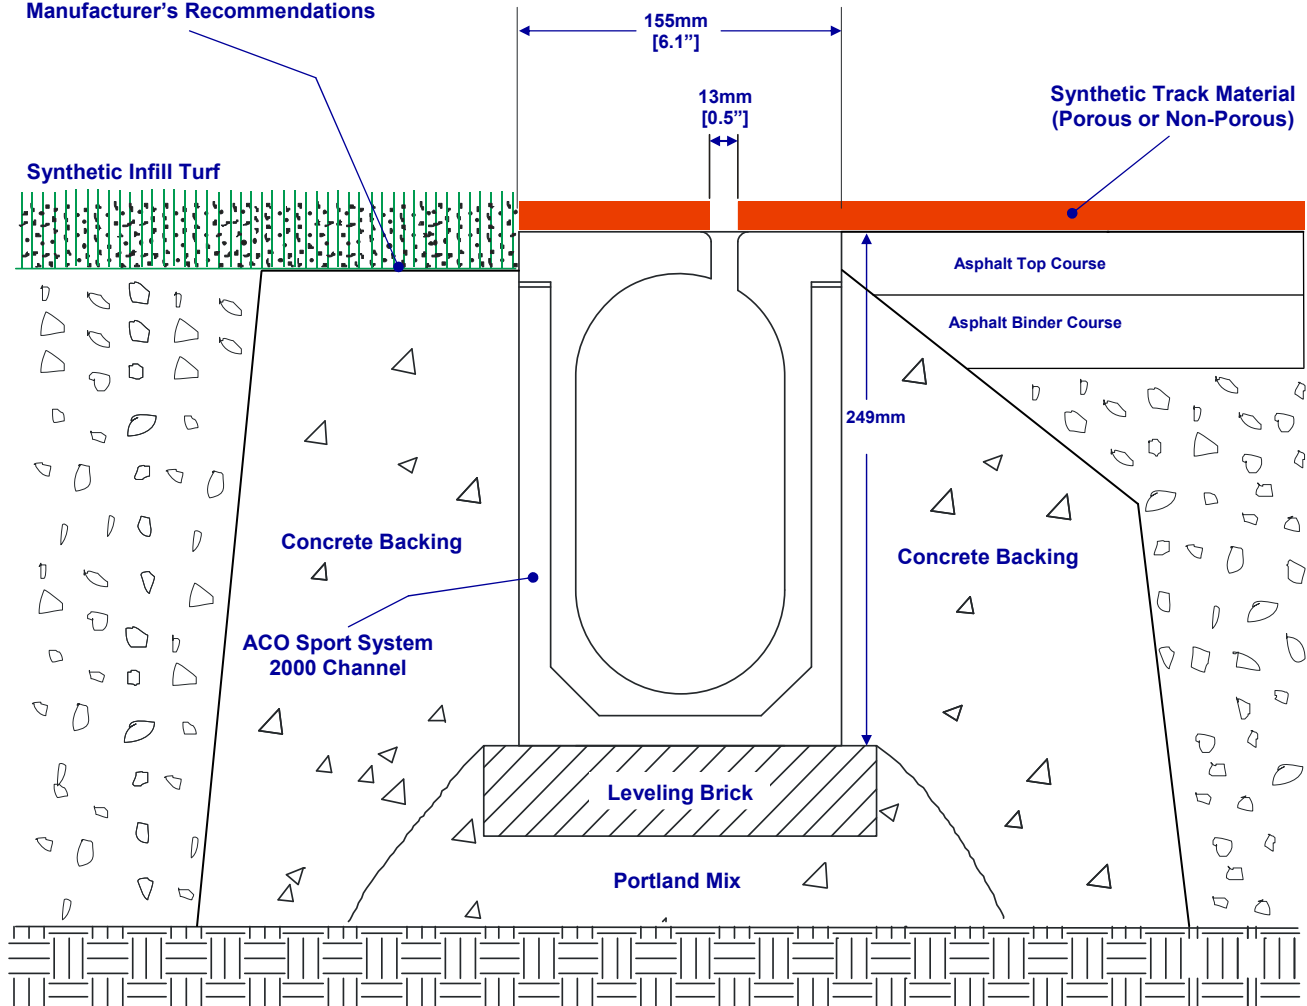 Manufacturer's Recommendations
155mm
[6.1”]
13mm
[0.5”]
Synthetic Track Material
(Porous or Non-Porous)
Synthetic Infill Turf
Asphalt Top Course
Asphalt Binder Course
249mm
Concrete Backing
Concrete Backing
ACO Sport System
2000 Channel
Leveling Brick
Portland Mix